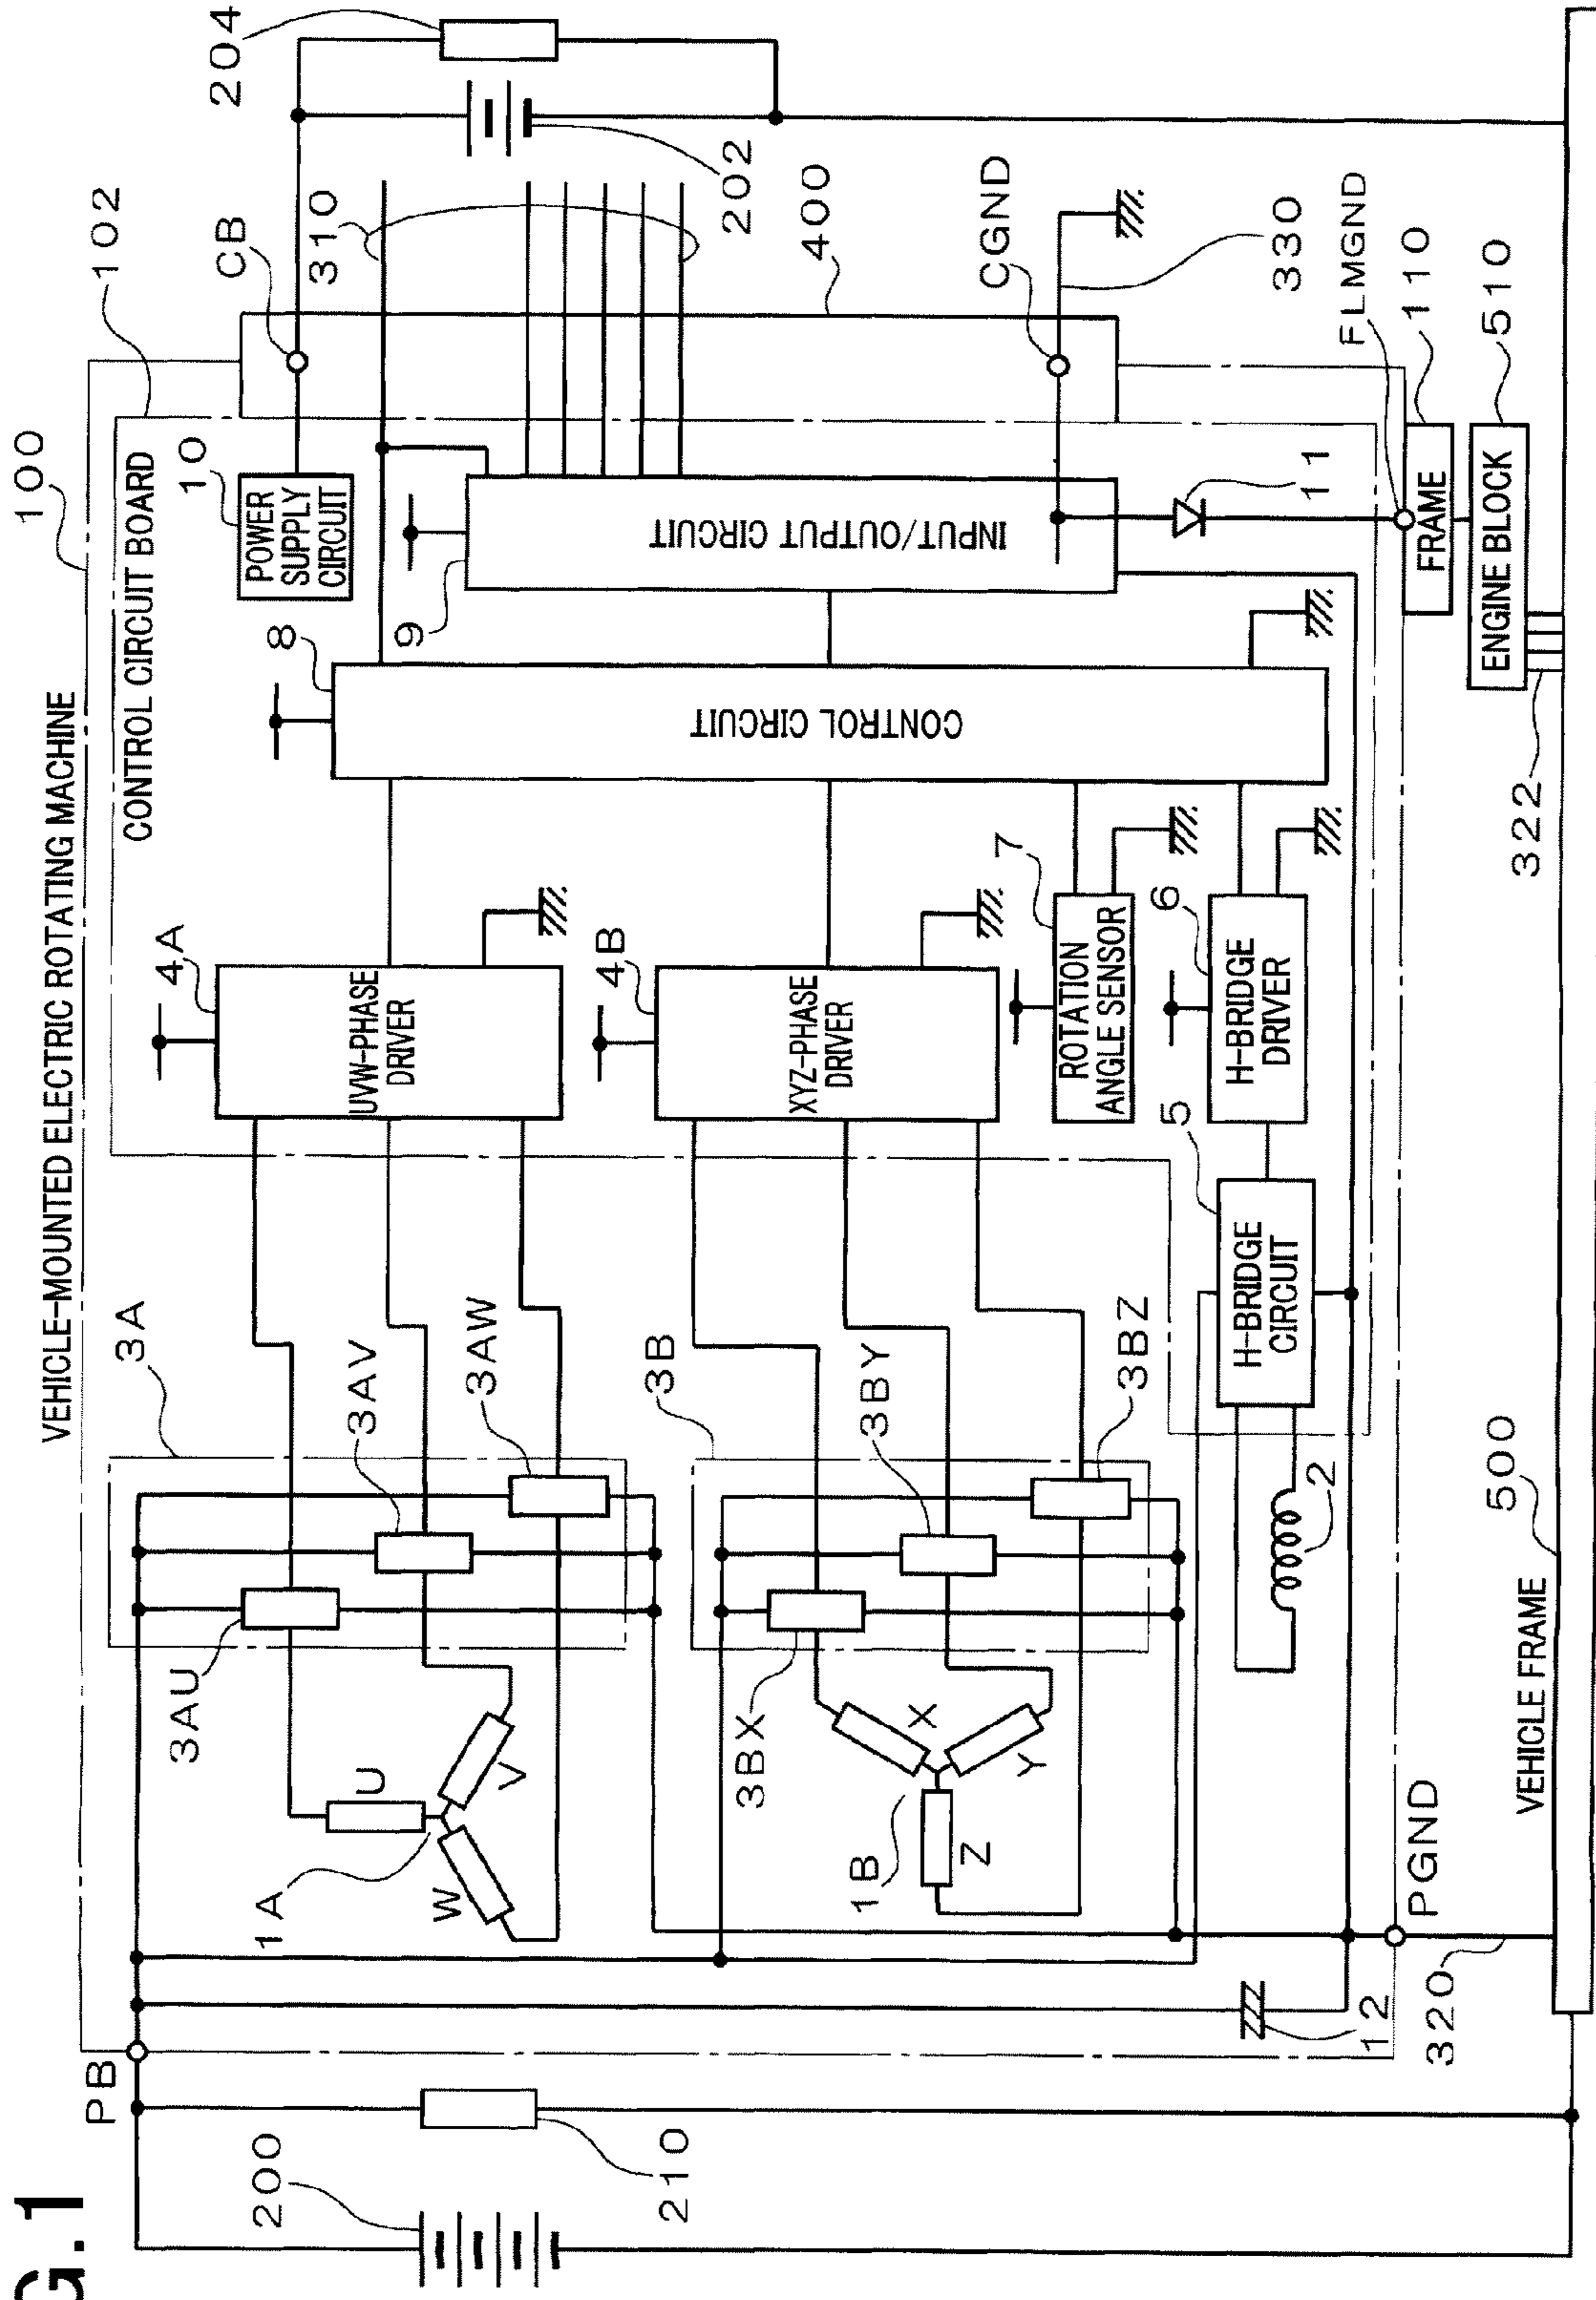 G.1
VEHICLE-MOUNTED ELECTRIC ROTATING MACHINE
100
CONTROL CIRCUIT BOARD
102
PB
200
210
3A
3AU
3AV
3AW
1A
U
V
W
4A
UVW-PHASE
DRIVER
8
CONTROL CIRCUIT
10
POWER
SUPPLY
CIRCUIT
9
INPUT/OUTPUT CIRCUIT
CB
310
204
202
400
3B
3BX
3BY
3BZ
1B
X
Y
Z
4B
XYZ-PHASE
DRIVER
7
ROTATION
ANGLE SENSOR
5
H-BRIDGE
CIRCUIT
6
H-BRIDGE
DRIVER
2
11
12
CGND
330
FLMGND
110
FRAME
510
ENGINE BLOCK
322
PGND
320
VEHICLE FRAME
500